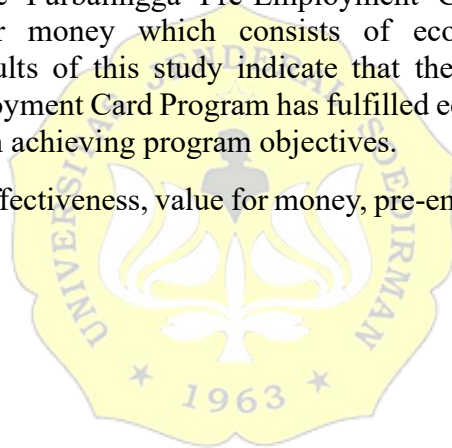 e Purbalingga Pre-Employment C
r money which consists of eco
ults of this study indicate that the
oyment Card Program has fulfilled ec
n achieving program objectives.
ffectiveness, value for money, pre-en
UNIVERSITAS JENDERAL SOEDIRMAN
1963